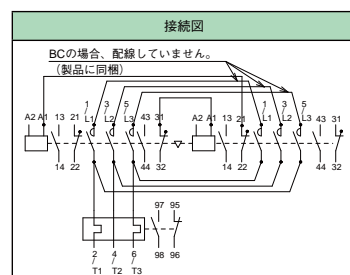 接続図
BCの場合、配線していません。
（製品に同梱）
1 3 5 1 3 5
A2 A1 13 21 L1 L2 L3 43 31 A2 A1 13 21 L1 L2 L3 43 31
14 22 44 32 14 22 44 32
97 95
98 96
2 4 6
T1 T2 T3